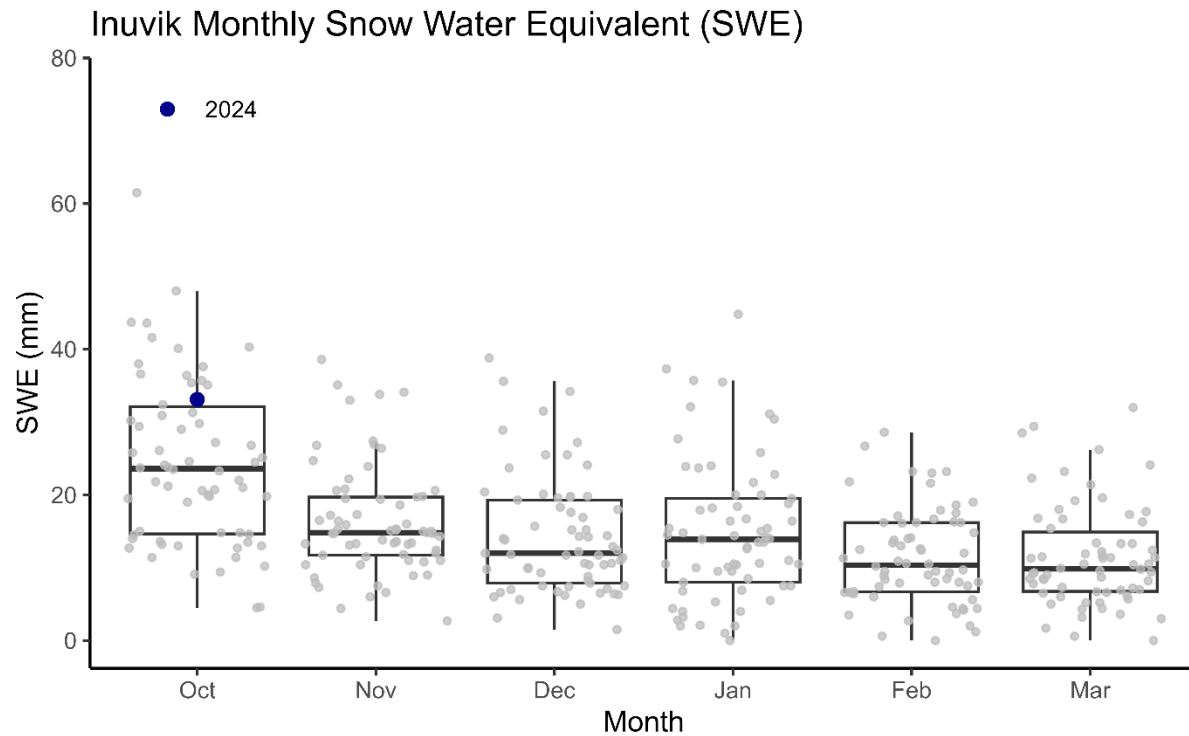 Inuvik Monthly Snow Water Equivalent (SWE)
80
2024
60
40
20
0
SWE (mm)
Oct Nov Dec Jan Feb Mar
Month